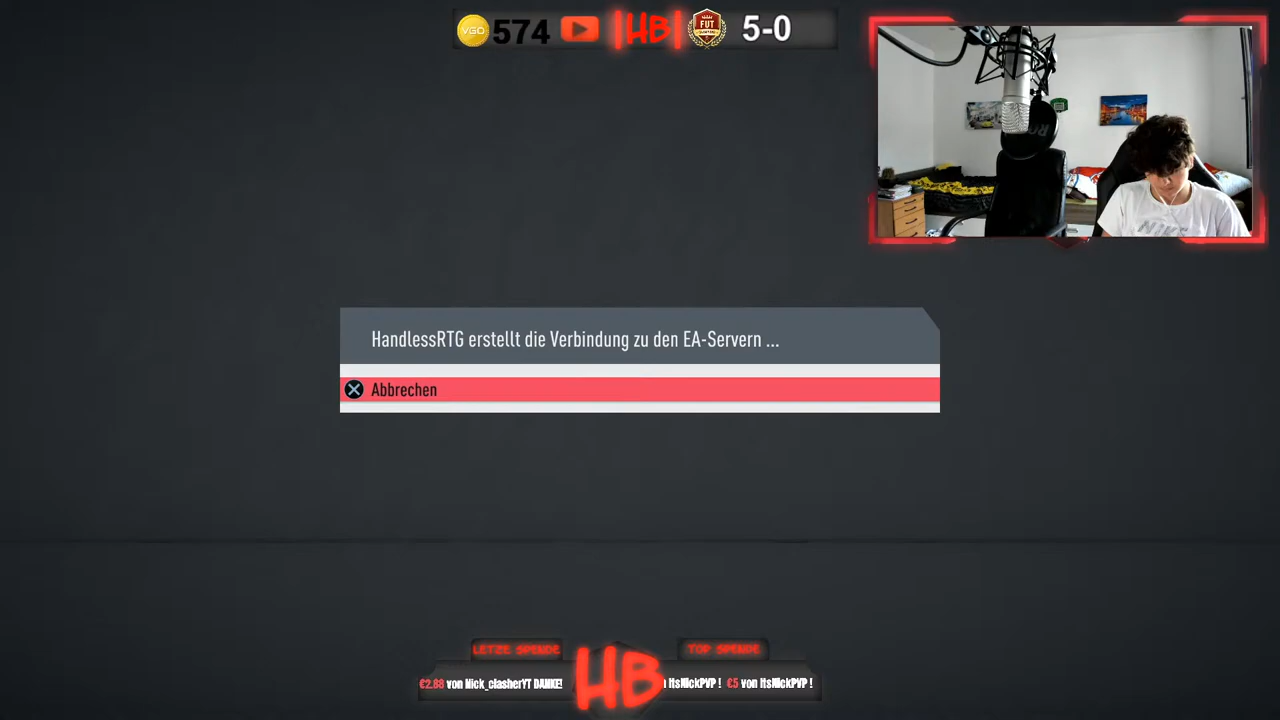 VGO 574 HB FUT 5-0
HandlessRTG erstellt die Verbindung zu den EA-Servern ...
Abbrechen
LETZE SPENDE
TOP SPENDE
€2.88 von Nick_clasherYT DANKE!
HB
ItsNickPVP ! €5 von ItsNickPVP !